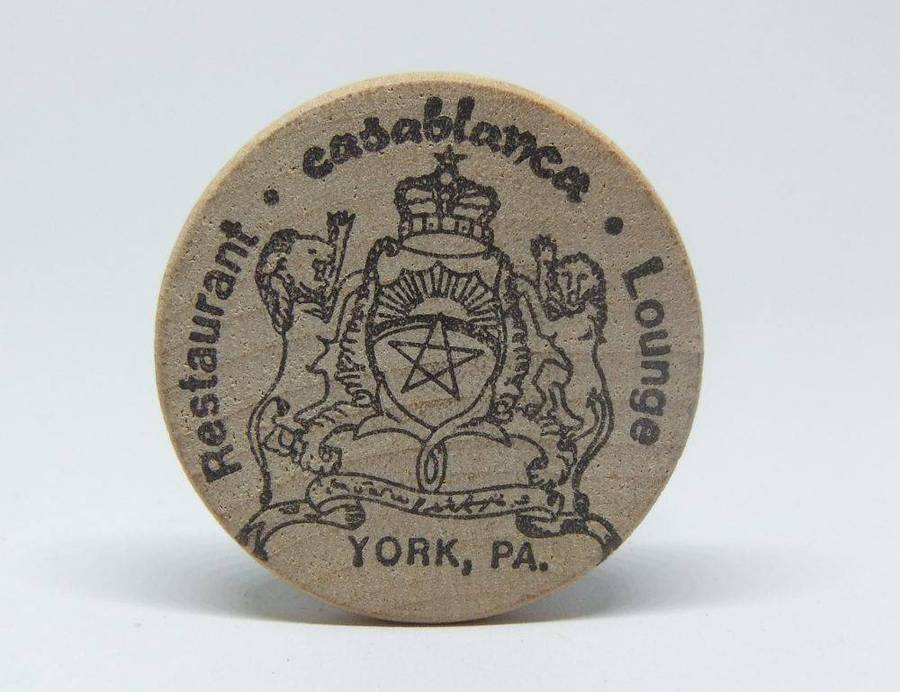 Restaurant • casablanca • Lounge
YORK, PA.